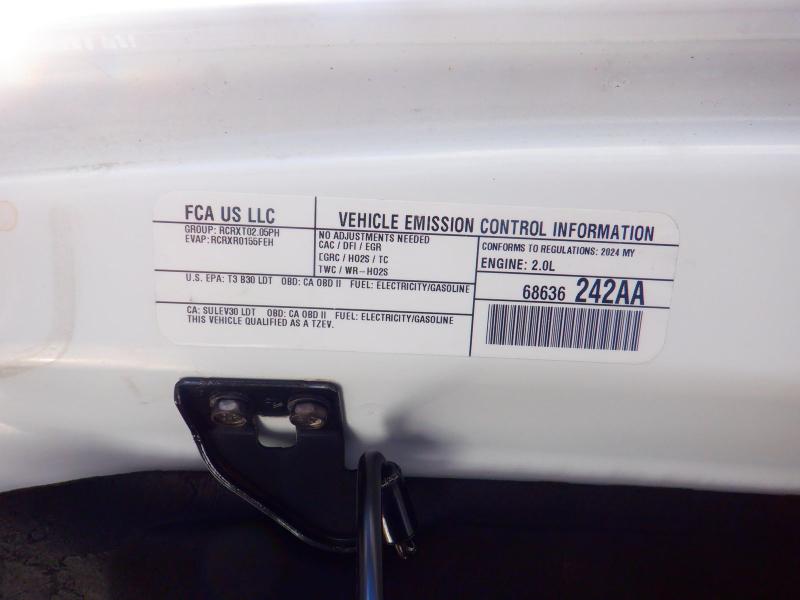 FCA US LLC
GROUP: RCRXT02.05PH
EVAP: RCRXR0155FEH
VEHICLE EMISSION CONTROL INFORMATION
NO ADJUSTMENTS NEEDED
CAC / DFI / EGR
EGRC / HO2S / TC
TWC / WR-HO2S
CONFORMS TO REGULATIONS: 2024 MY
ENGINE: 2.0L
U.S. EPA: T3 B30 LDT OBD: CA OBD II FUEL: ELECTRICITY/GASOLINE
68636 242AA
CA: SULEV30 LDT OBD: CA OBD II FUEL: ELECTRICITY/GASOLINE
THIS VEHICLE QUALIFIED AS A TZEV.